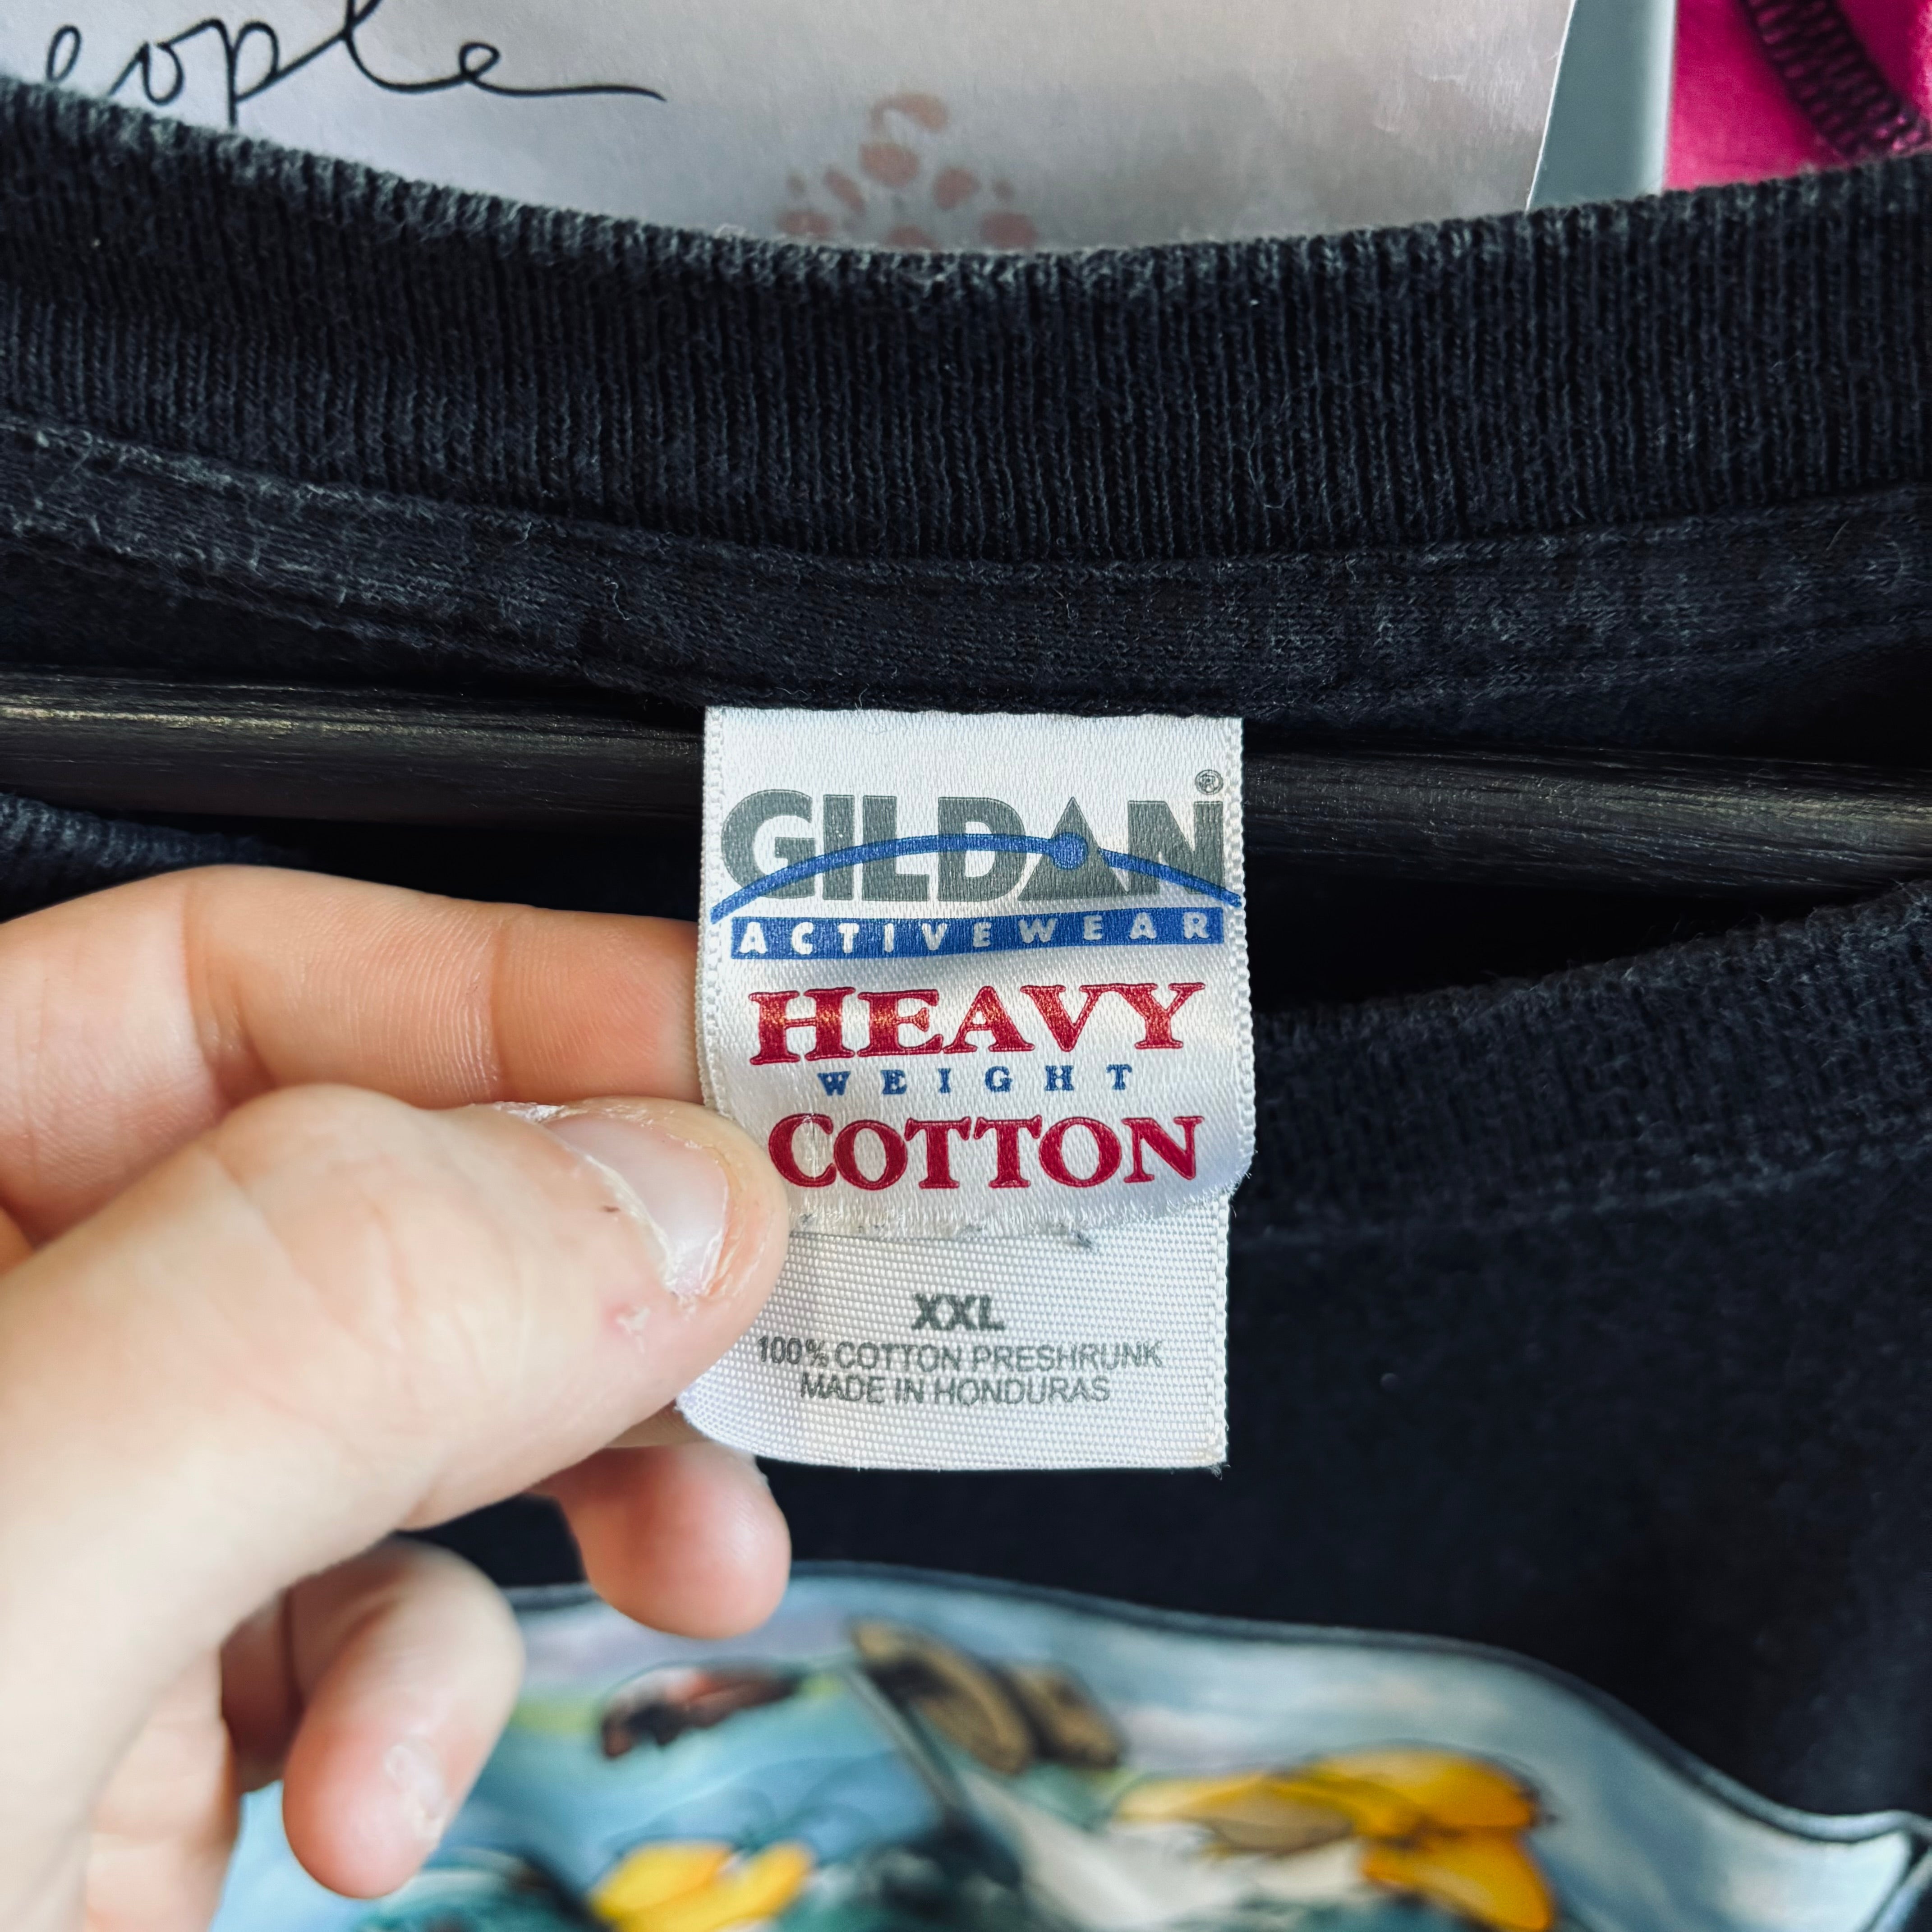 eople
GILDAN®
ACTIVEWEAR
HEAVY
WEIGHT
COTTON
XXL
100% COTTON PRESHRUNK
MADE IN HONDURAS